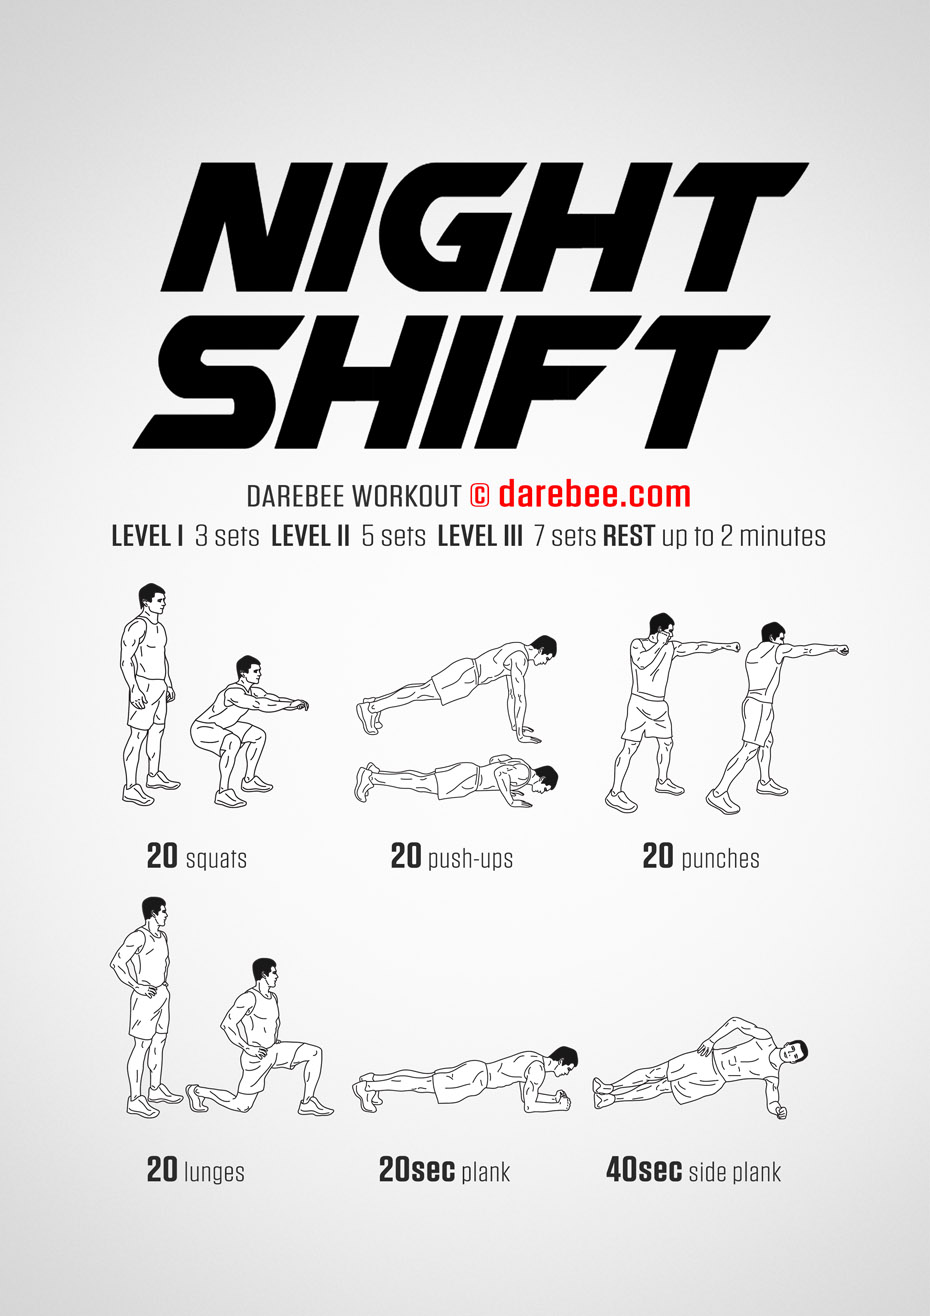 NIGHT
SHIFT
DAREBEE WORKOUT © darebee.com
LEVEL I 3 sets LEVEL II 5 sets LEVEL III 7 sets REST up to 2 minutes
20 squats
20 push-ups
20 punches
20 lunges
20sec plank
40sec side plank